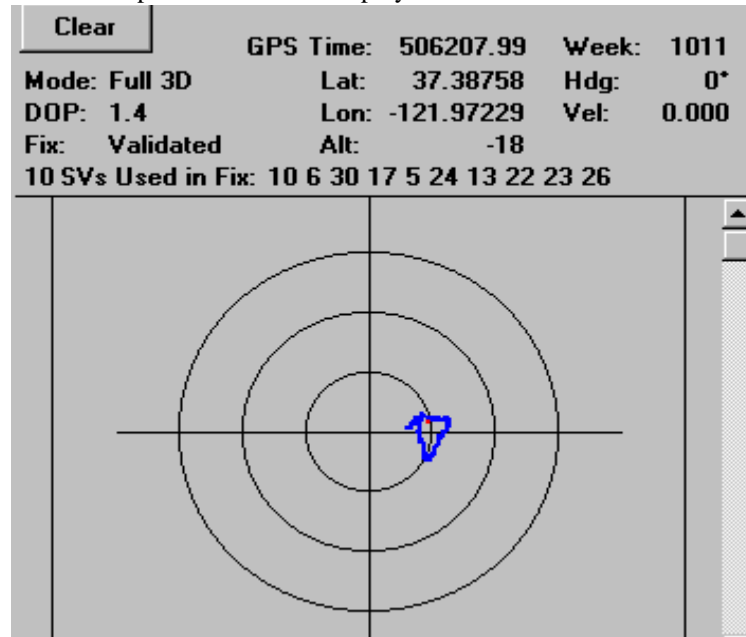 Clear
GPS Time: 506207.99 Week: 1011
Mode: Full 3D Lat: 37.38758 Hdg: 0°
DOP: 1.4 Lon: -121.97229 Vel: 0.000
Fix: Validated Alt: -18
10 SVs Used in Fix: 10 6 30 17 5 24 13 22 23 26